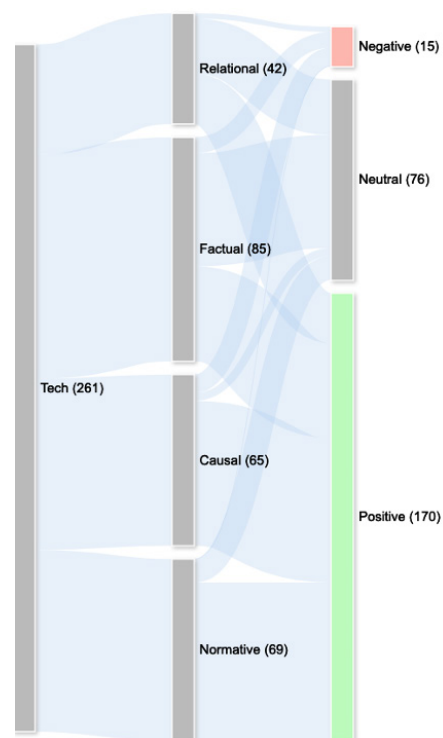 Relational (42)
Negative (15)
Neutral (76)
Factual (85)
Tech (261)
Causal (65)
Positive (170)
Normative (69)